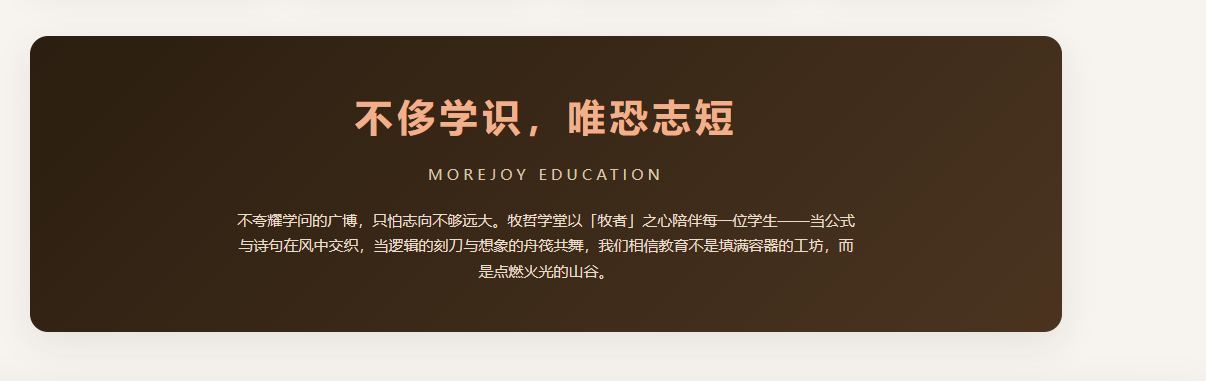 不侈学识，唯恐志短
MOREJOY EDUCATION
不夸耀学问的广博，只怕志向不够远大。牧哲学堂以「牧者」之心陪伴每一位学生——当公式
与诗句在风中交织，当逻辑的刻刀与想象的舟筏共舞，我们相信教育不是填满容器的工坊，而
是点燃火光的山谷。